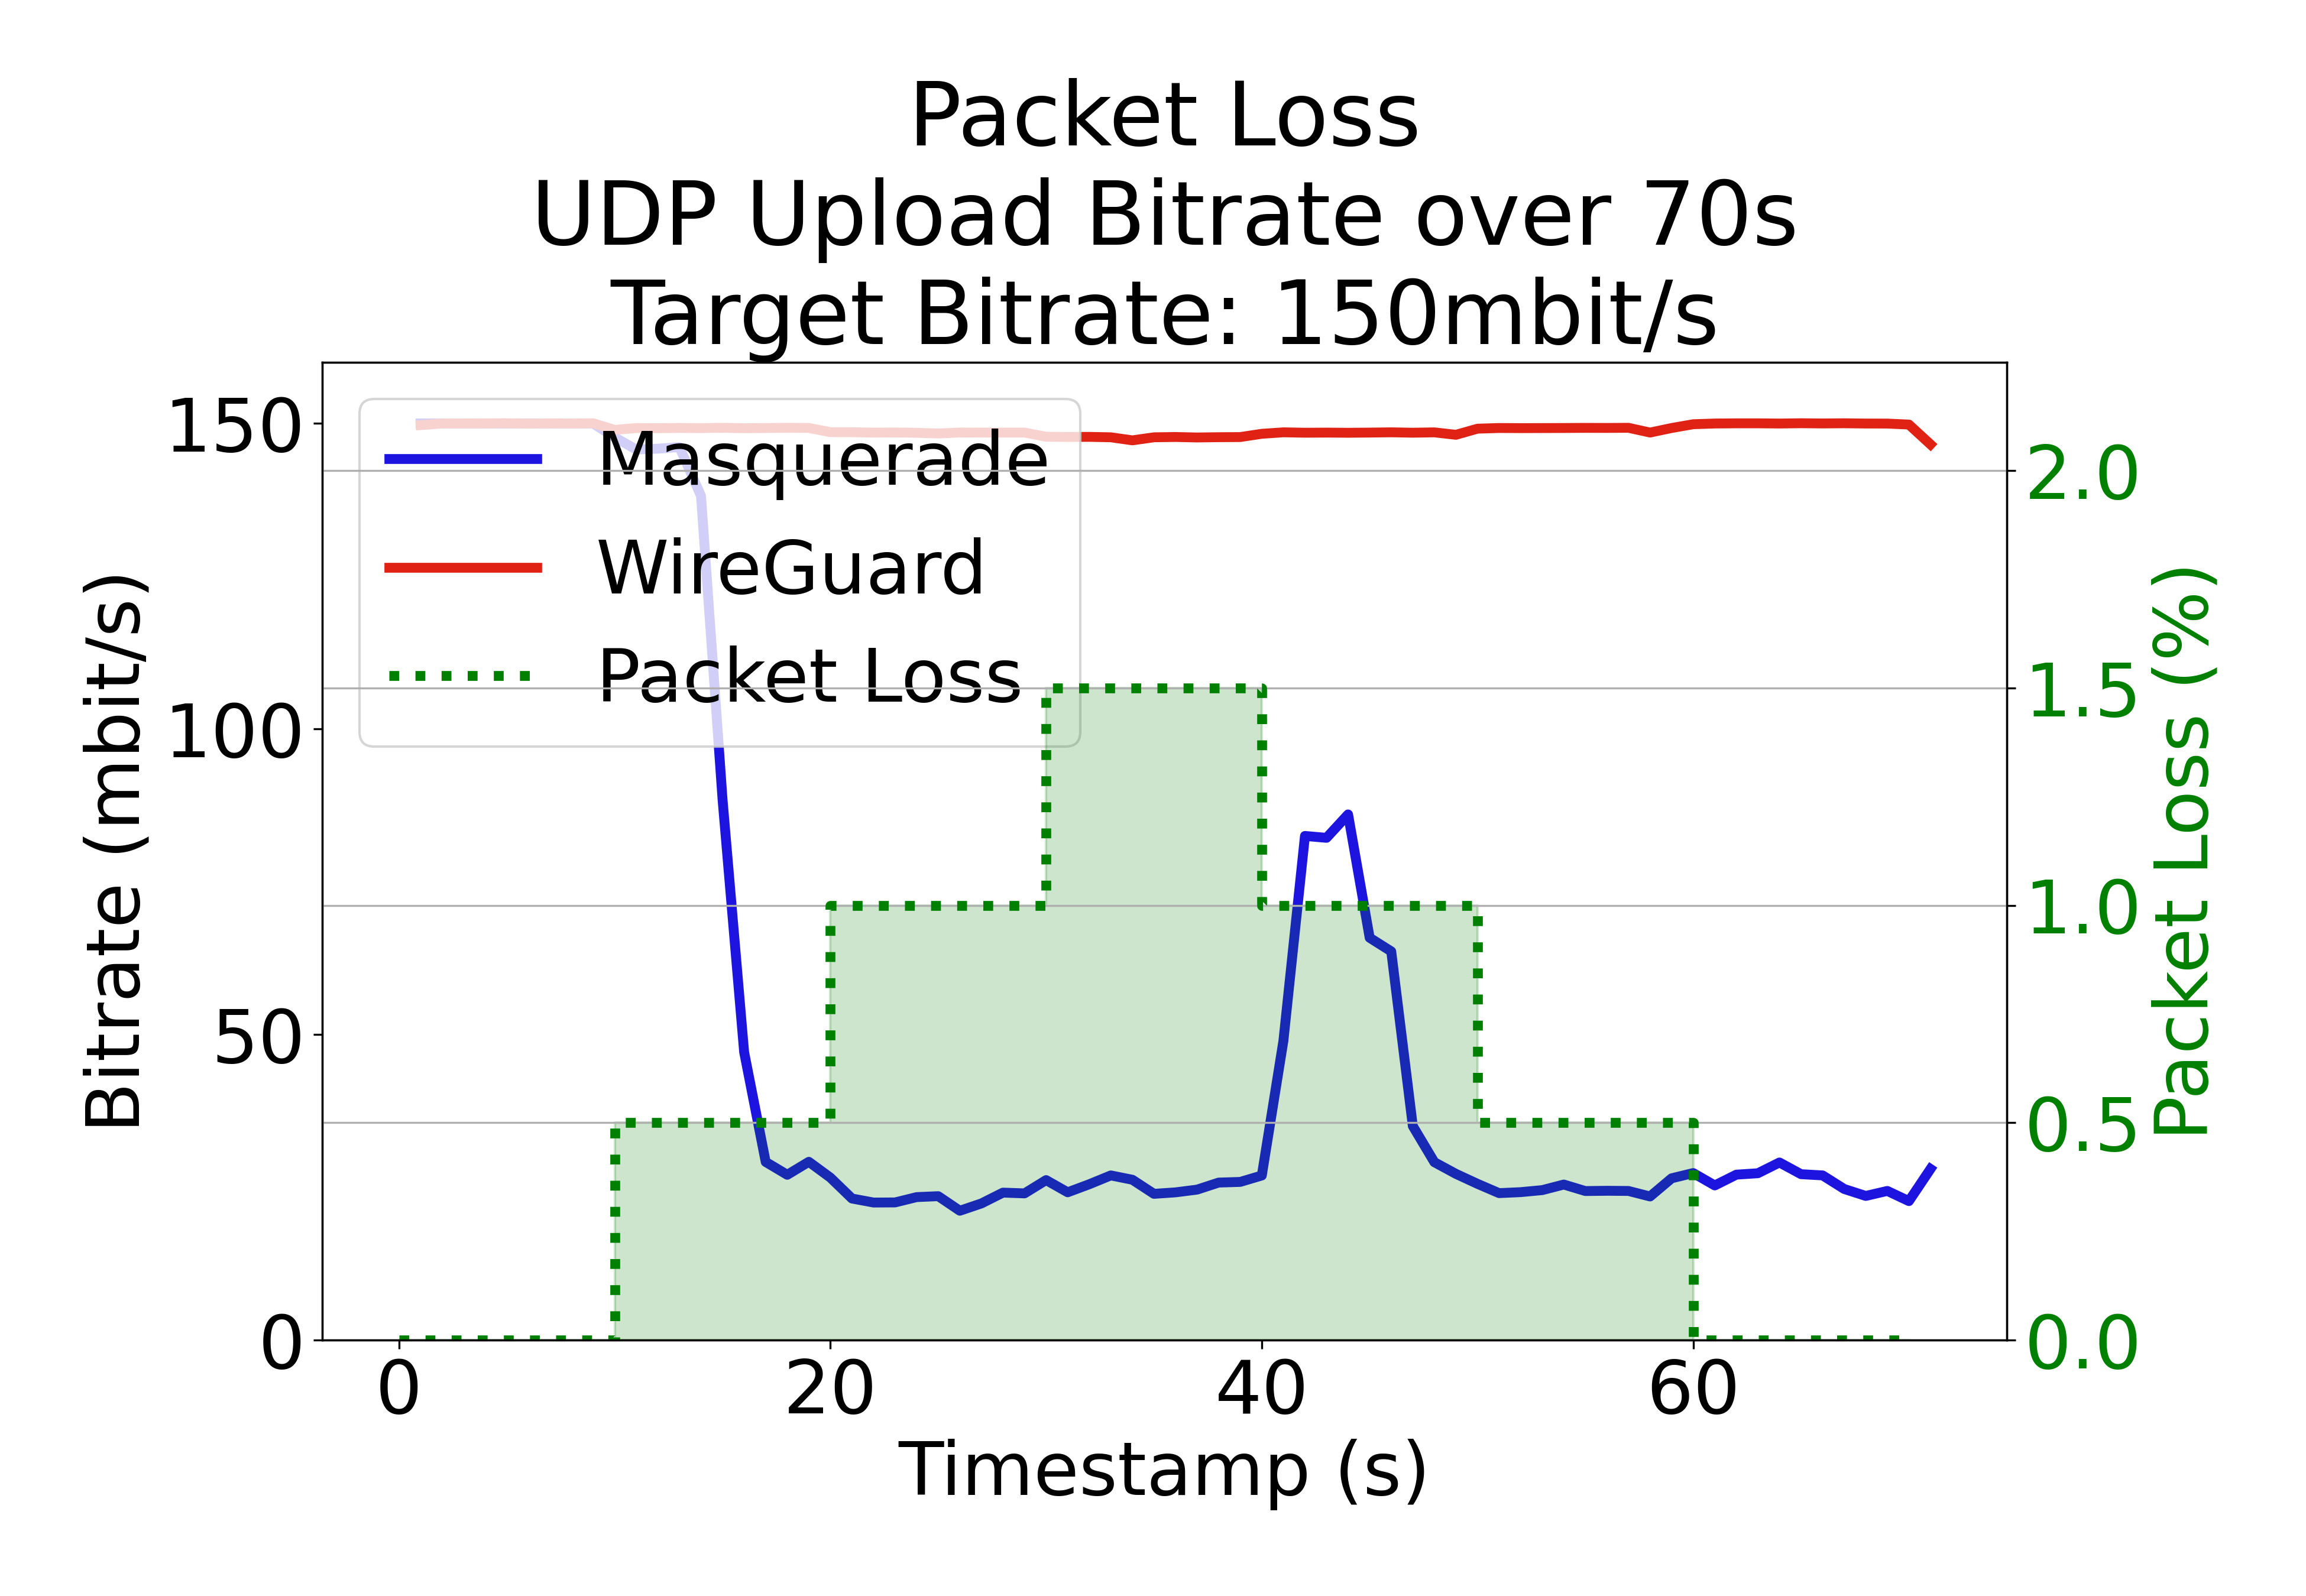 Packet Loss
UDP Upload Bitrate over 70s
Target Bitrate: 150mbit/s
Bitrate (mbit/s)
150
100
50
0
Masquerade
WireGuard
Packet Loss
2.0
1.5
1.0
0.5
0.0
Packet Loss (%)
0 20 40 60
Timestamp (s)